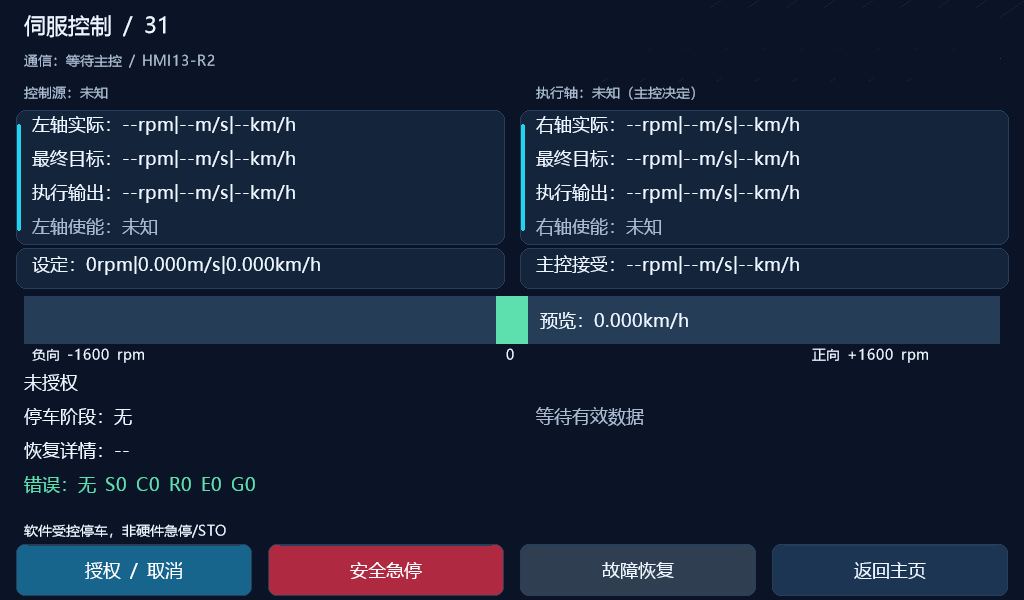 伺服控制 / 31
通信：等待主控 / HMI13-R2
控制源：未知
执行轴：未知（主控决定）
左轴实际：--rpm|--m/s|--km/h
最终目标：--rpm|--m/s|--km/h
执行输出：--rpm|--m/s|--km/h
左轴使能：未知
右轴实际：--rpm|--m/s|--km/h
最终目标：--rpm|--m/s|--km/h
执行输出：--rpm|--m/s|--km/h
右轴使能：未知
设定：0rpm|0.000m/s|0.000km/h
主控接受：--rpm|--m/s|--km/h
预览：0.000km/h
负向 -1600 rpm
0
正向 +1600 rpm
未授权
停车阶段：无
等待有效数据
恢复详情：--
错误：无 S0 C0 R0 E0 G0
软件受控停车，非硬件急停/STO
授权 / 取消
安全急停
故障恢复
返回主页